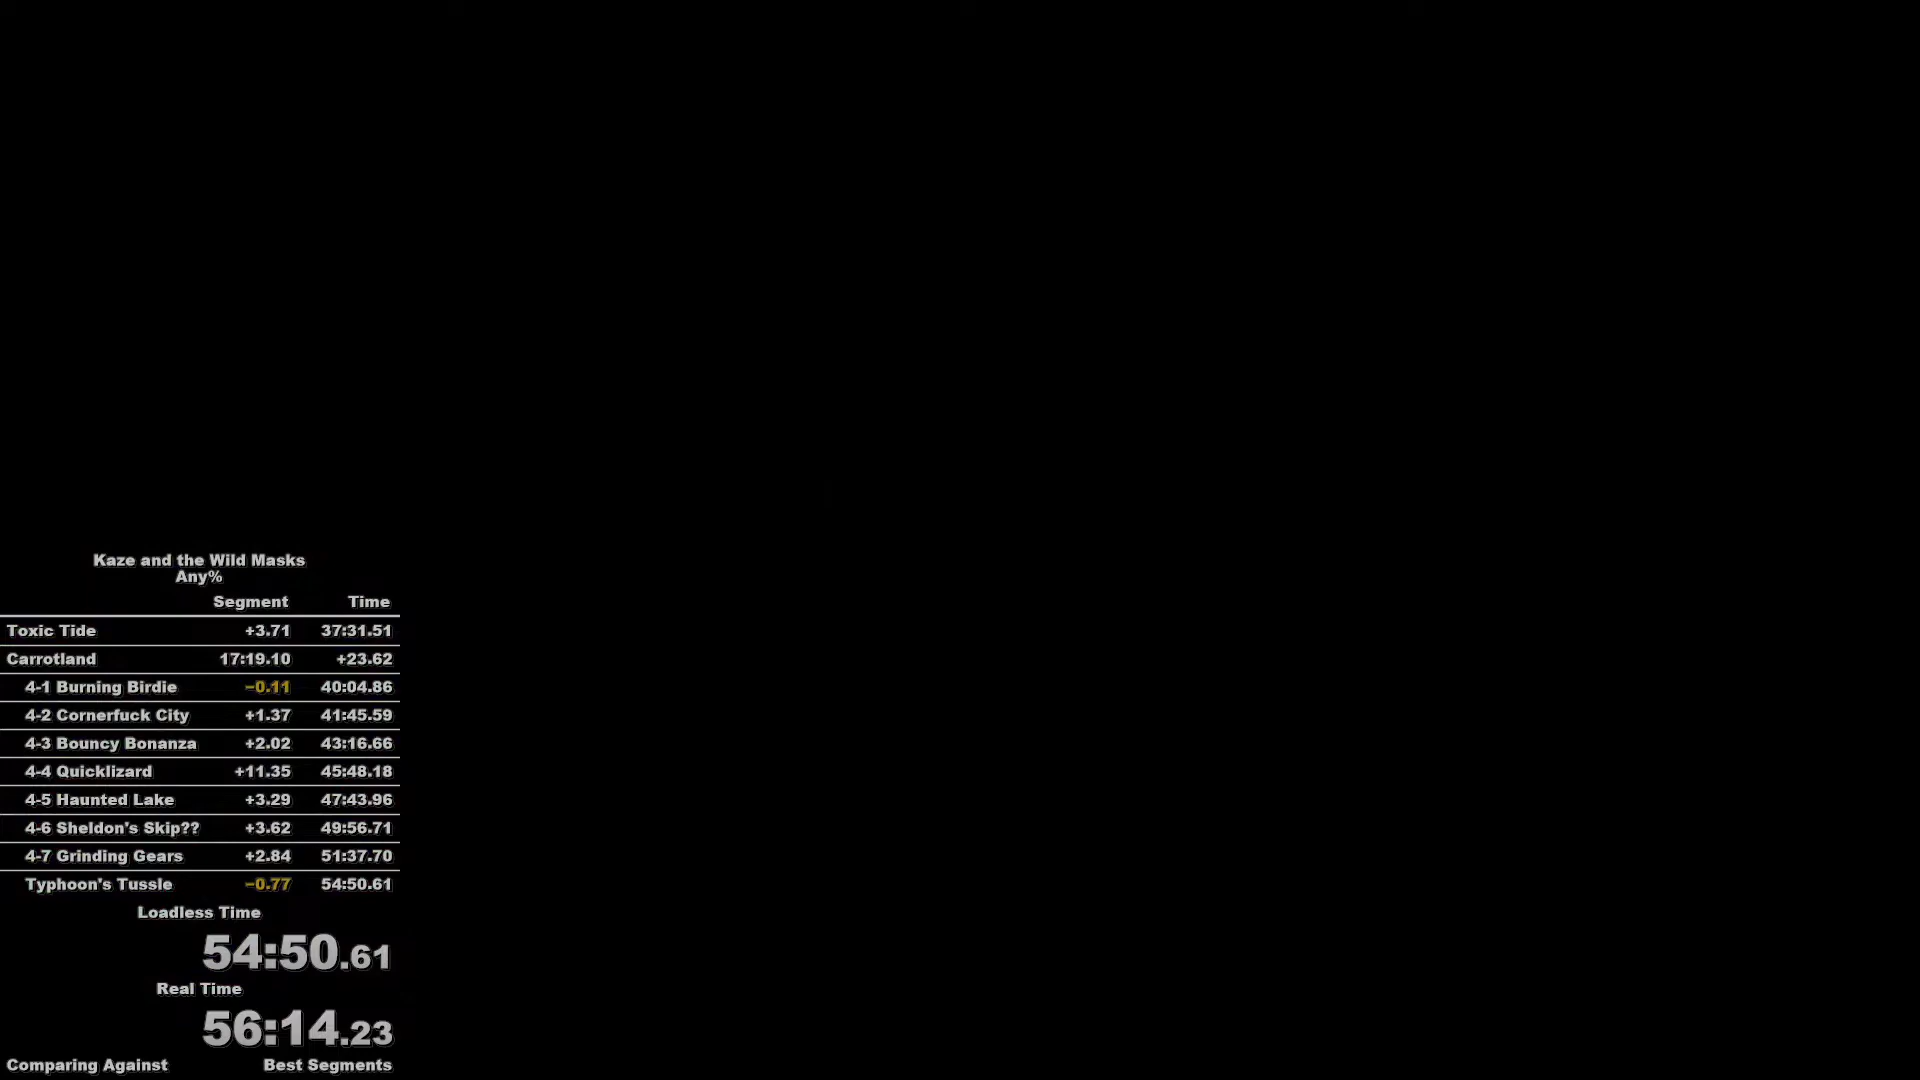 Kaze and the Wild Masks
Any%
Segment Time
Toxic Tide +3.71 37:31.51
Carrotland 17:19.10 +23.62
4-1 Burning Birdie −0.11 40:04.86
4-2 Cornerfuck City +1.37 41:45.59
4-3 Bouncy Bonanza +2.02 43:16.66
4-4 Quicklizard +11.35 45:48.18
4-5 Haunted Lake +3.29 47:43.96
4-6 Sheldon's Skip?? +3.62 49:56.71
4-7 Grinding Gears +2.84 51:37.70
Typhoon's Tussle −0.77 54:50.61
Loadless Time
54:50.61
Real Time
56:14.23
Comparing Against Best Segments